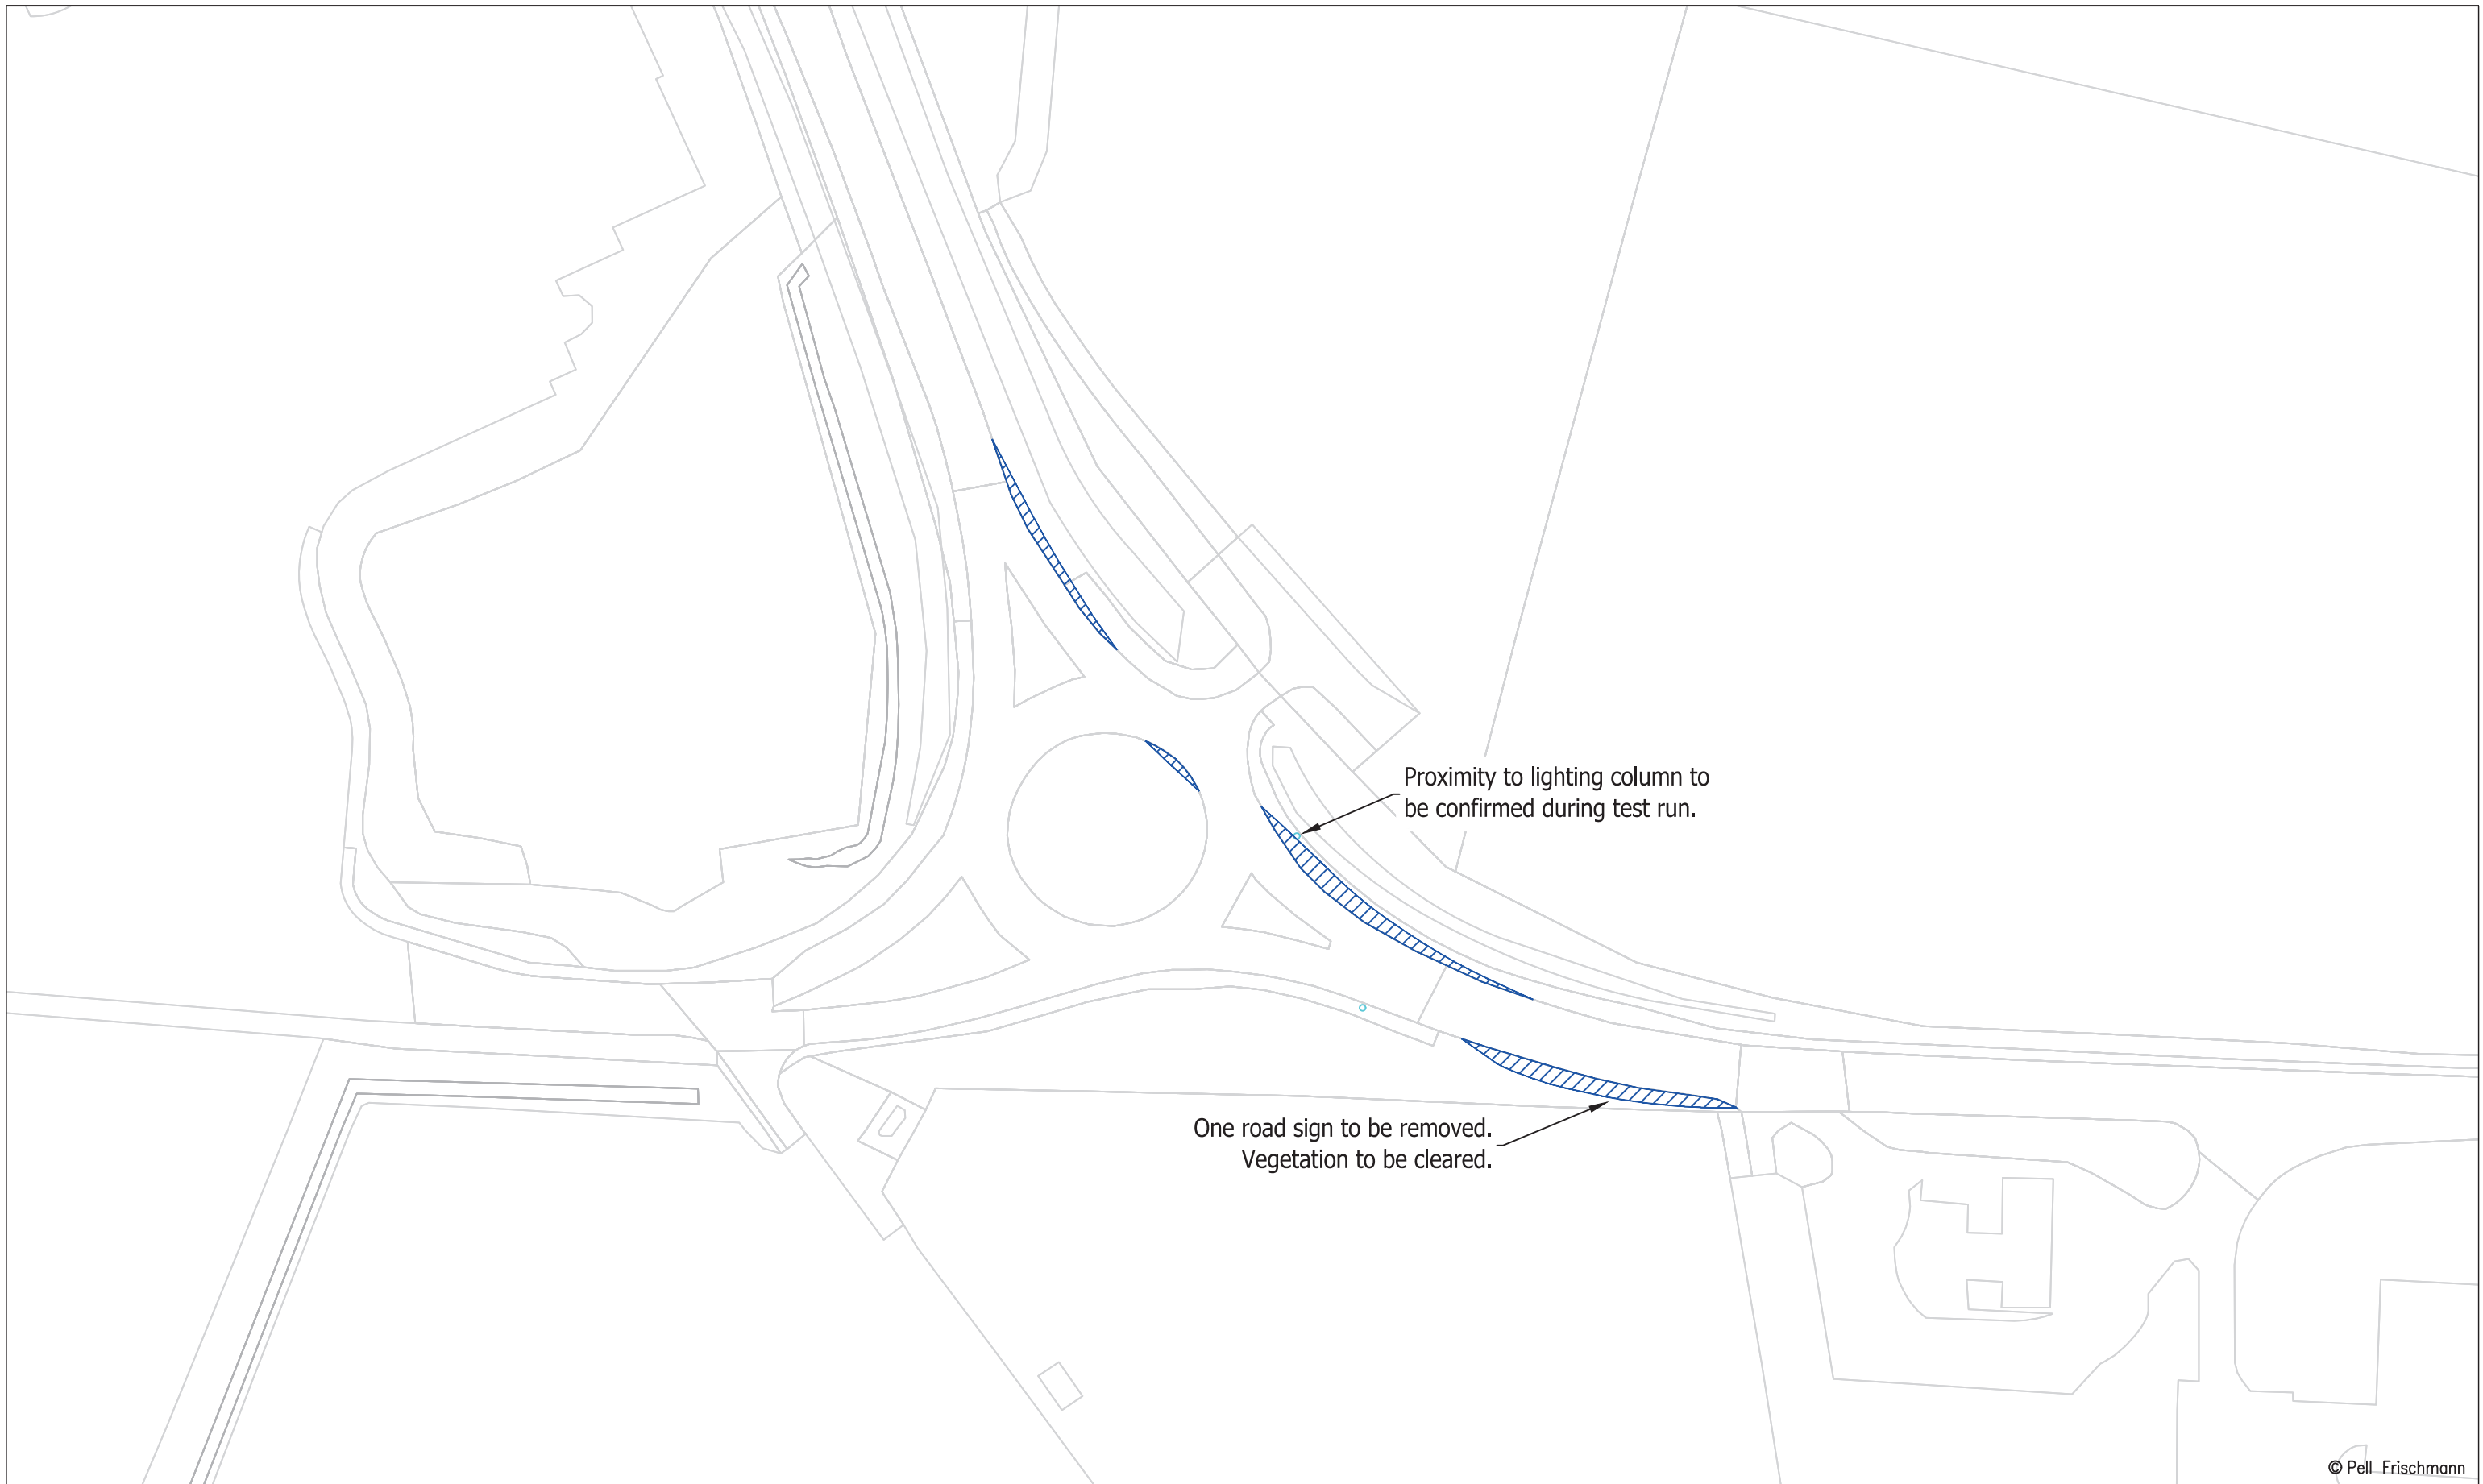 Proximity to lighting column to
be confirmed during test run.
One road sign to be removed.
Vegetation to be cleared.
© Pell Frischmann